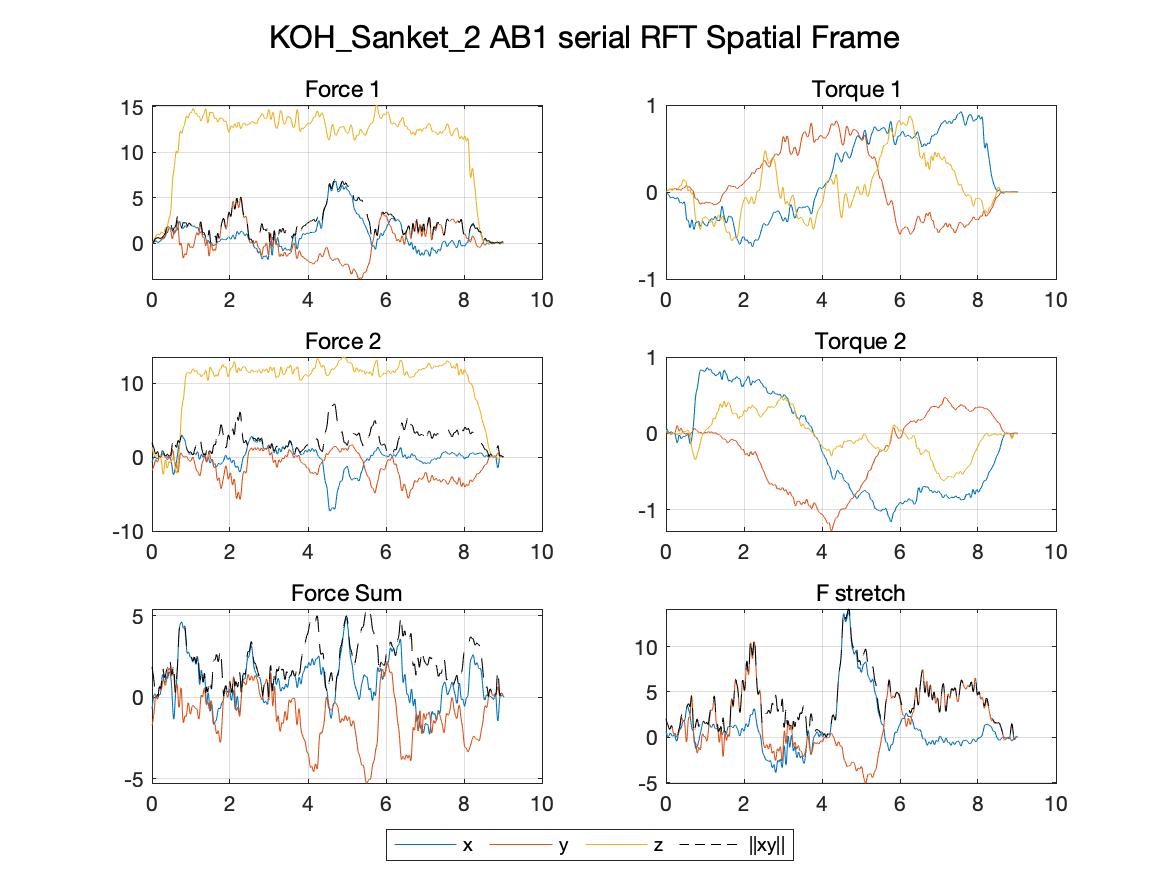 KOH_Sanket_2 AB1 serial RFT Spatial Frame
Force 1
15
10
5
0
0 2 4 6 8 10
Torque 1
1
0
-1
0 2 4 6 8 10
Force 2
10
0
-10
0 2 4 6 8 10
Torque 2
1
0
-1
0 2 4 6 8 10
Force Sum
5
0
-5
0 2 4 6 8 10
F stretch
10
5
0
-5
0 2 4 6 8 10
x y z ||xy||